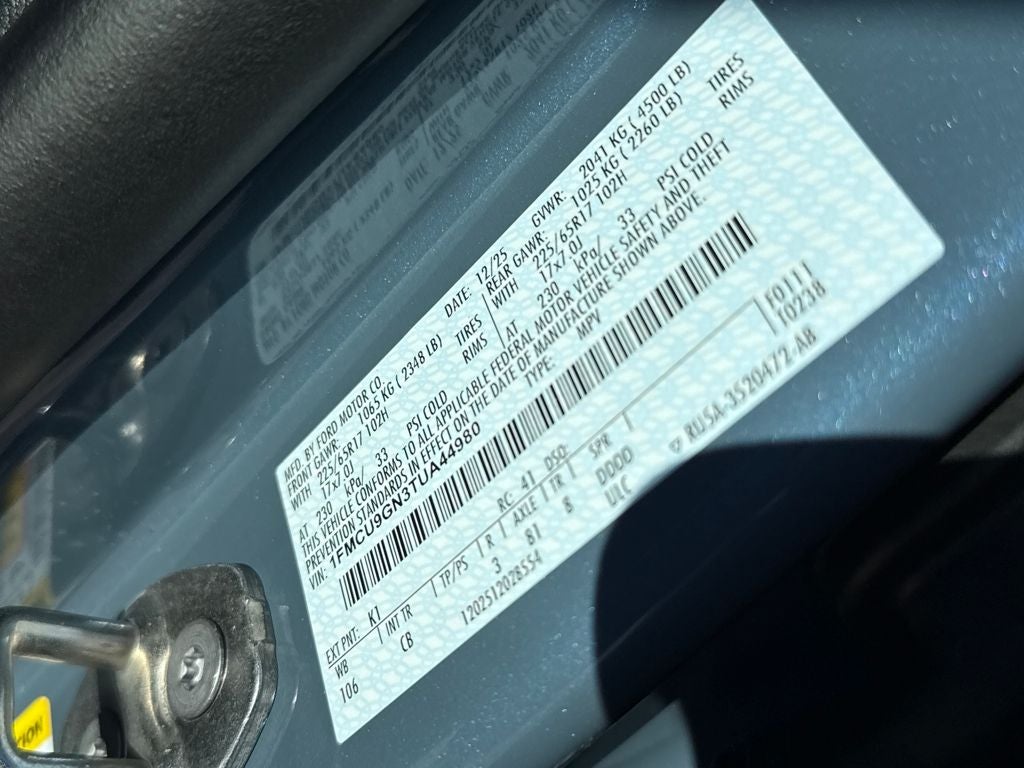 MFD. BY FORD MOTOR CO.
DATE: 12/25
GVWR: 2041 KG ( 4500 LB)
FRONT GAWR: 1065 KG ( 2348 LB)
REAR GAWR: 1025 KG ( 2260 LB)
225/65R17 102H TIRES
WITH 225/65R17 102H TIRES
17x7.0J RIMS
17x7.0J RIMS
AT 230 kPa/ 33 PSI COLD
AT 230 kPa/ 33 PSI COLD
THIS VEHICLE CONFORMS TO ALL APPLICABLE FEDERAL MOTOR VEHICLE SAFETY AND THEFT
PREVENTION STANDARDS IN EFFECT ON THE DATE OF MANUFACTURE SHOWN ABOVE.
VIN: 1FMCU9GN3TUA44980
TYPE: MPV
F0111
T0238
EXT PNT: K1 RC: 41 DSO:
WB INT TR TP/PS R AXLE TR SPR
106 CB 3 81 8 DDDD
1202512028554 ULC
RU5A-3520472-AB
TION